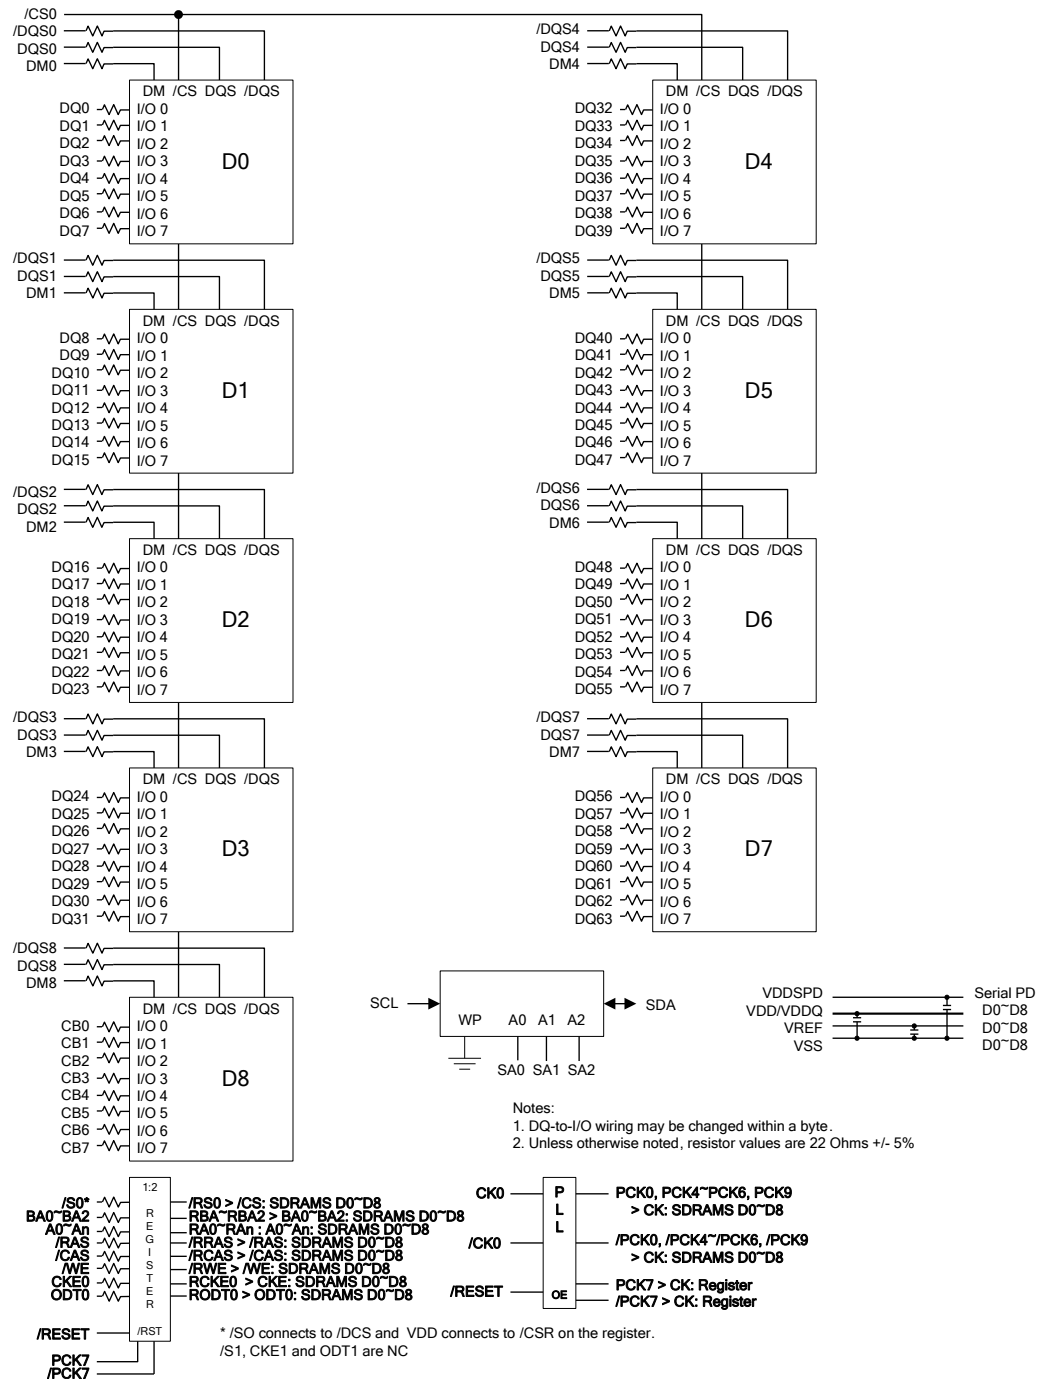 /CS0
/DQS0
DQS0
DM0
DM /CS DQS /DQS
DQ0 I/O 0
DQ1 I/O 1
DQ2 I/O 2
DQ3 I/O 3
DQ4 I/O 4
DQ5 I/O 5
DQ6 I/O 6
DQ7 I/O 7
D0
/DQS1
DQS1
DM1
DM /CS DQS /DQS
DQ8 I/O 0
DQ9 I/O 1
DQ10 I/O 2
DQ11 I/O 3
DQ12 I/O 4
DQ13 I/O 5
DQ14 I/O 6
DQ15 I/O 7
D1
/DQS2
DQS2
DM2
DM /CS DQS /DQS
DQ16 I/O 0
DQ17 I/O 1
DQ18 I/O 2
DQ19 I/O 3
DQ20 I/O 4
DQ21 I/O 5
DQ22 I/O 6
DQ23 I/O 7
D2
/DQS3
DQS3
DM3
DM /CS DQS /DQS
DQ24 I/O 0
DQ25 I/O 1
DQ26 I/O 2
DQ27 I/O 3
DQ28 I/O 4
DQ29 I/O 5
DQ30 I/O 6
DQ31 I/O 7
D3
/DQS8
DQS8
DM8
DM /CS DQS /DQS
CB0 I/O 0
CB1 I/O 1
CB2 I/O 2
CB3 I/O 3
CB4 I/O 4
CB5 I/O 5
CB6 I/O 6
CB7 I/O 7
D8
/DQS4
DQS4
DM4
DM /CS DQS /DQS
DQ32 I/O 0
DQ33 I/O 1
DQ34 I/O 2
DQ35 I/O 3
DQ36 I/O 4
DQ37 I/O 5
DQ38 I/O 6
DQ39 I/O 7
D4
/DQS5
DQS5
DM5
DM /CS DQS /DQS
DQ40 I/O 0
DQ41 I/O 1
DQ42 I/O 2
DQ43 I/O 3
DQ44 I/O 4
DQ45 I/O 5
DQ46 I/O 6
DQ47 I/O 7
D5
/DQS6
DQS6
DM6
DM /CS DQS /DQS
DQ48 I/O 0
DQ49 I/O 1
DQ50 I/O 2
DQ51 I/O 3
DQ52 I/O 4
DQ53 I/O 5
DQ54 I/O 6
DQ55 I/O 7
D6
/DQS7
DQS7
DM7
DM /CS DQS /DQS
DQ56 I/O 0
DQ57 I/O 1
DQ58 I/O 2
DQ59 I/O 3
DQ60 I/O 4
DQ61 I/O 5
DQ62 I/O 6
DQ63 I/O 7
D7
SCL SDA
WP A0 A1 A2
SA0 SA1 SA2
VDDSPD Serial PD
VDD/VDDQ D0~D8
VREF D0~D8
VSS D0~D8
Notes:
1. DQ-to-I/O wiring may be changed within a byte.
2. Unless otherwise noted, resistor values are 22 Ohms +/- 5%
1:2
REGISTER
/RST
/S0* /RS0 > /CS: SDRAMS D0~D8
BA0~BA2 RBA~RBA2 > BA0~BA2: SDRAMS D0~D8
A0~An RA0~RAn : A0~An: SDRAMS D0~D8
/RAS /RRAS > /RAS: SDRAMS D0~D8
/CAS /RCAS > /CAS: SDRAMS D0~D8
/WE /RWE > /WE: SDRAMS D0~D8
CKE0 RCKE0 > CKE: SDRAMS D0~D8
ODT0 RODT0 > ODT0: SDRAMS D0~D8
/RESET
PCK7
/PCK7
* /SO connects to /DCS and VDD connects to /CSR on the register.
/S1, CKE1 and ODT1 are NC
PLL
OE
CK0 PCK0, PCK4~PCK6, PCK9
> CK: SDRAMS D0~D8
/CK0 /PCK0, /PCK4~/PCK6, /PCK9
> CK: SDRAMS D0~D8
/RESET PCK7 > CK: Register
/PCK7 > CK: Register